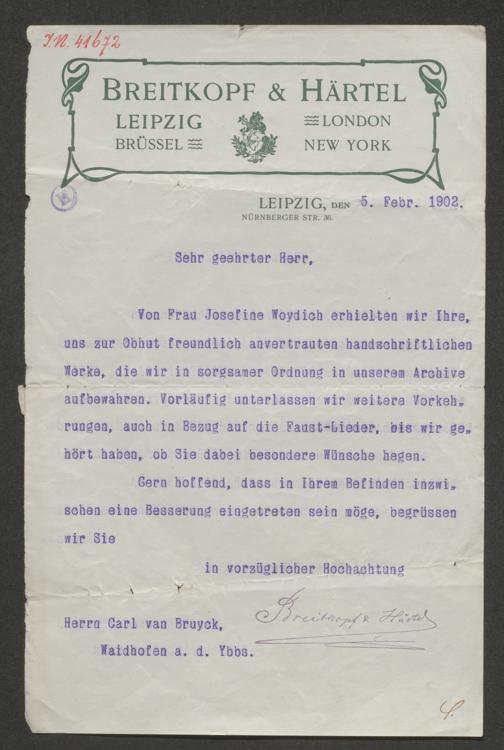 I.N. 41672
BREITKOPF & HÄRTEL
LEIPZIG LONDON
BRÜSSEL NEW YORK
LEIPZIG, DEN 5. Febr. 1902.
NÜRNBERGER STR. 36.
Sehr geehrter Herr,
Von Frau Josefine Woydich erhielten wir Ihre,
uns zur Obhut freundlich anvertrauten handschriftlichen
Werke, die wir in sorgsamer Ordnung in unserem Archive
aufbewahren. Vorläufig unterlassen wir weitere Vorkeh-
rungen, auch in Bezug auf die Faust-Lieder, bis wir ge-
hört haben, ob Sie dabei besondere Wünsche hegen.
Gern hoffend, dass in Ihrem Befinden inzwi-
schen eine Besserung eingetreten sein möge, begrüssen
wir Sie
in vorzüglicher Hochachtung
Breitkopf & Härtel
Herrn Carl van Bruyck,
Waidhofen a. d. Ybbs.